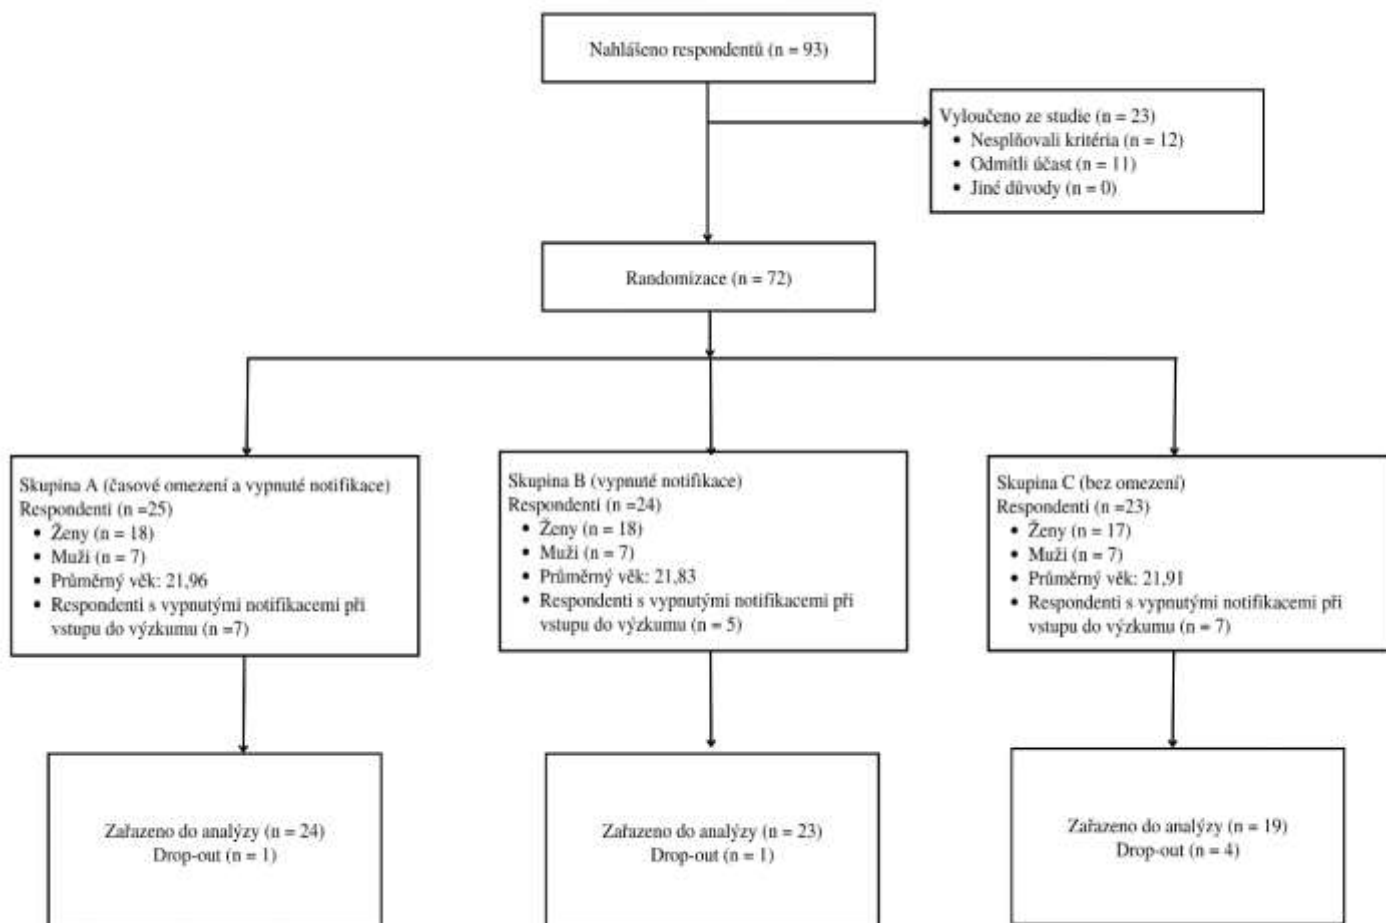 Nahlášeno respondentů (n = 93)
Vyloučeno ze studie (n = 23)
• Nesplňovali kritéria (n = 12)
• Odmítli účast (n = 11)
• Jiné důvody (n = 0)
Randomizace (n = 72)
Skupina A (časové omezení a vypnuté notifikace)
Respondenti (n =25)
• Ženy (n = 18)
• Muži (n = 7)
• Průměrný věk: 21,96
• Respondenti s vypnutými notifikacemi při
vstupu do výzkumu (n =7)
Skupina B (vypnuté notifikace)
Respondenti (n =24)
• Ženy (n = 18)
• Muži (n = 7)
• Průměrný věk: 21,83
• Respondenti s vypnutými notifikacemi při
vstupu do výzkumu (n = 5)
Skupina C (bez omezení)
Respondenti (n =23)
• Ženy (n = 17)
• Muži (n = 7)
• Průměrný věk: 21,91
• Respondenti s vypnutými notifikacemi při
vstupu do výzkumu (n = 7)
Zařazeno do analýzy (n = 24)
Drop-out (n = 1)
Zařazeno do analýzy (n = 23)
Drop-out (n = 1)
Zařazeno do analýzy (n = 19)
Drop-out (n = 4)